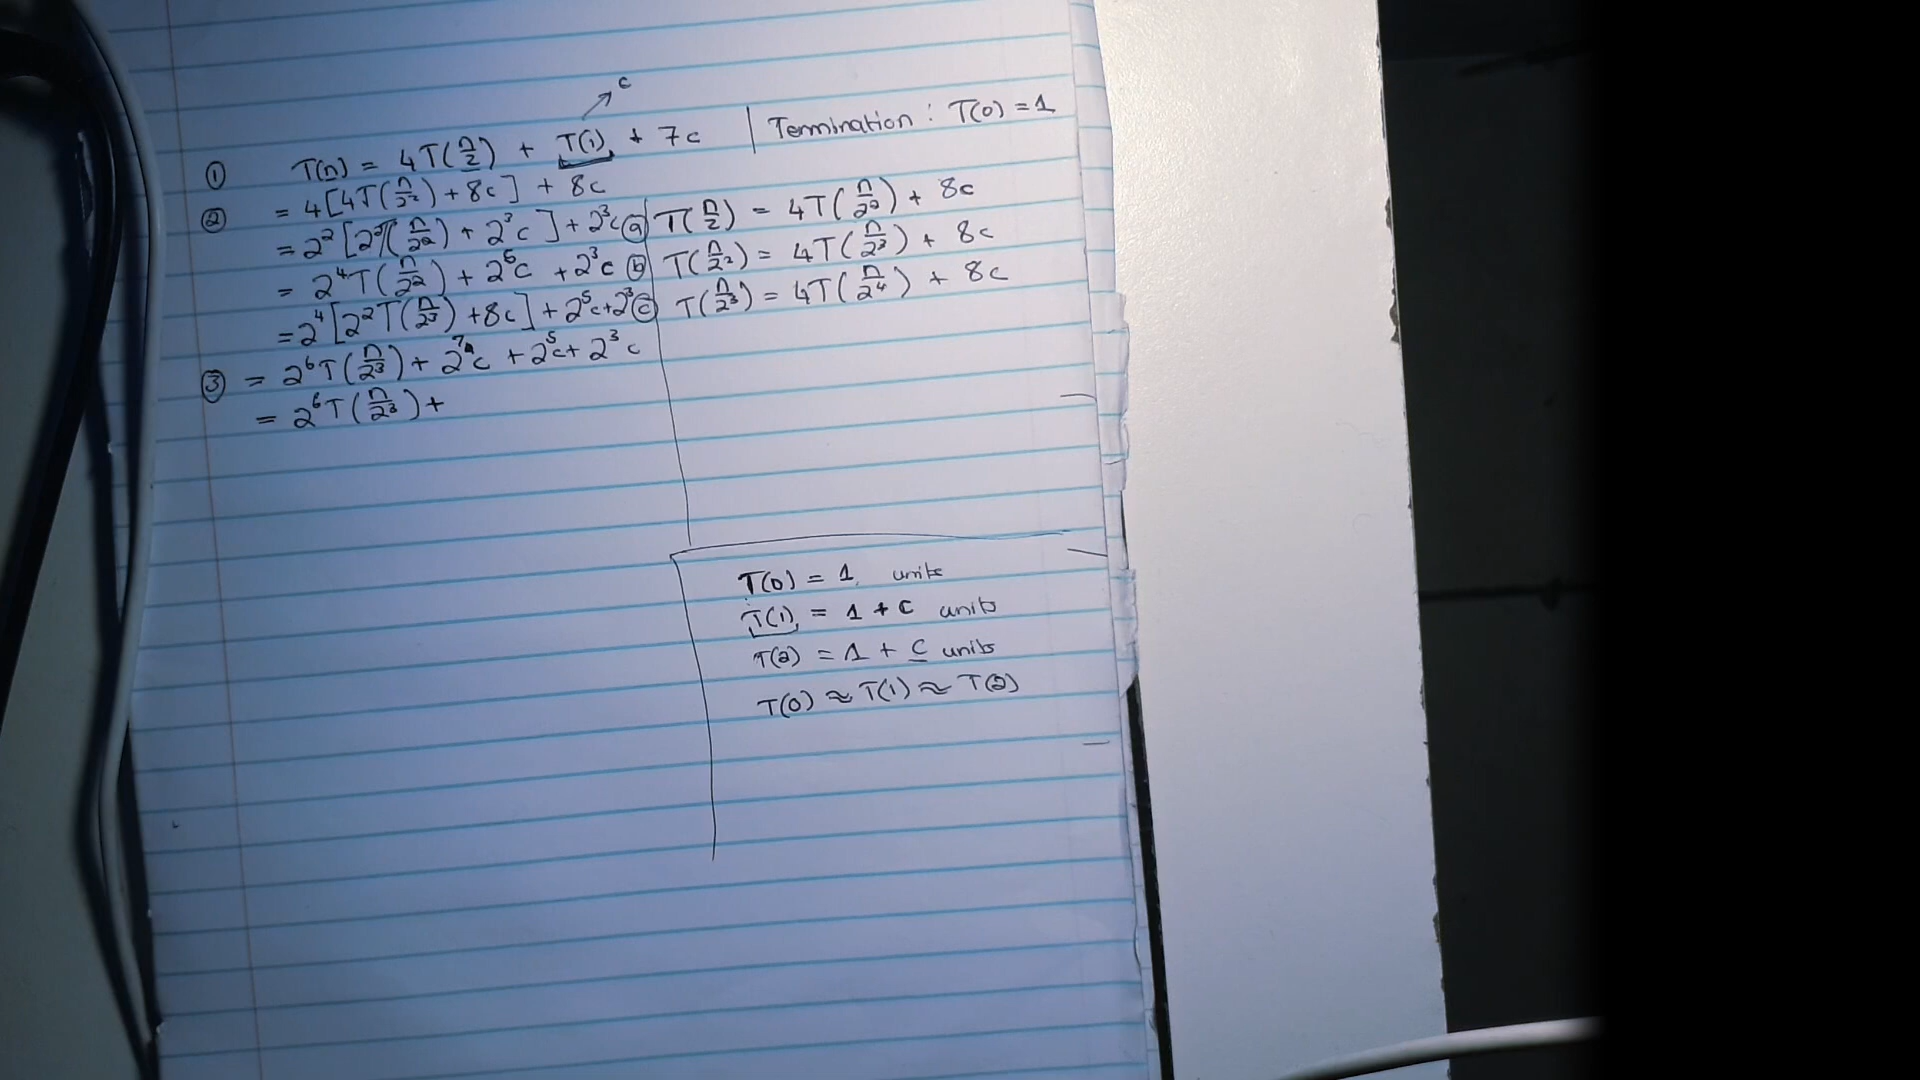 c
① T(n) = 4T(n/2) + T(1) + 7c | Termination : T(0) = 1
② = 4[4T(n/2²) + 8c] + 8c
= 2²[2²T(n/2²) + 2³c] + 2³c
= 2⁴T(n/2²) + 2⁵c + 2³c
= 2⁴[2²T(n/2³) + 8c] + 2⁵c + 2³c
③ = 2⁶T(n/2³) + 2⁷c + 2⁵c + 2³c
= 2⁶T(n/2³) +
ⓐ T(n/2) = 4T(n/2²) + 8c
ⓑ T(n/2²) = 4T(n/2³) + 8c
ⓒ T(n/2³) = 4T(n/2⁴) + 8c
T(0) = 1 units
T(1) = 1 + c units
T(2) = 1 + c units
T(0) ≈ T(1) ≈ T(2)